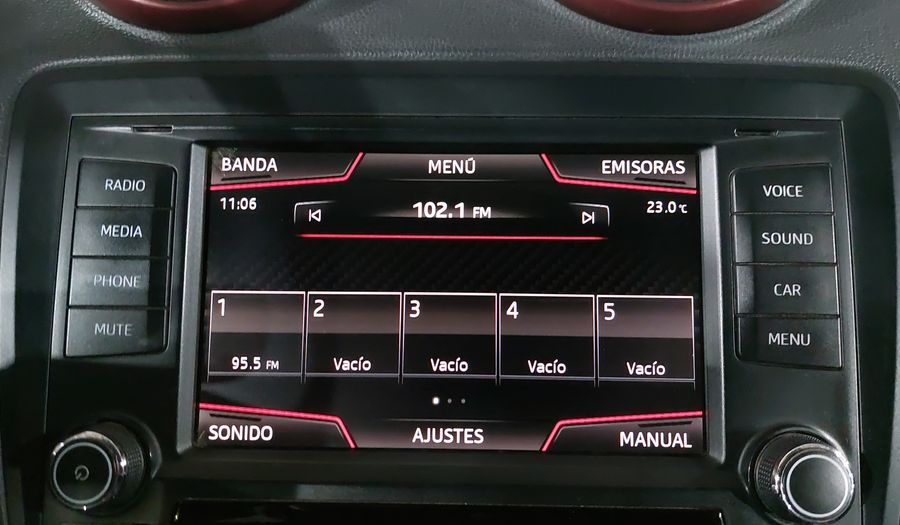 RADIO
MEDIA
PHONE
MUTE
BANDA
MENÚ
EMISORAS
11:06
102.1 FM
23.0°C
1
2
3
4
5
95.5 FM
Vacío
Vacío
Vacío
Vacío
SONIDO
AJUSTES
MANUAL
VOICE
SOUND
CAR
MENU